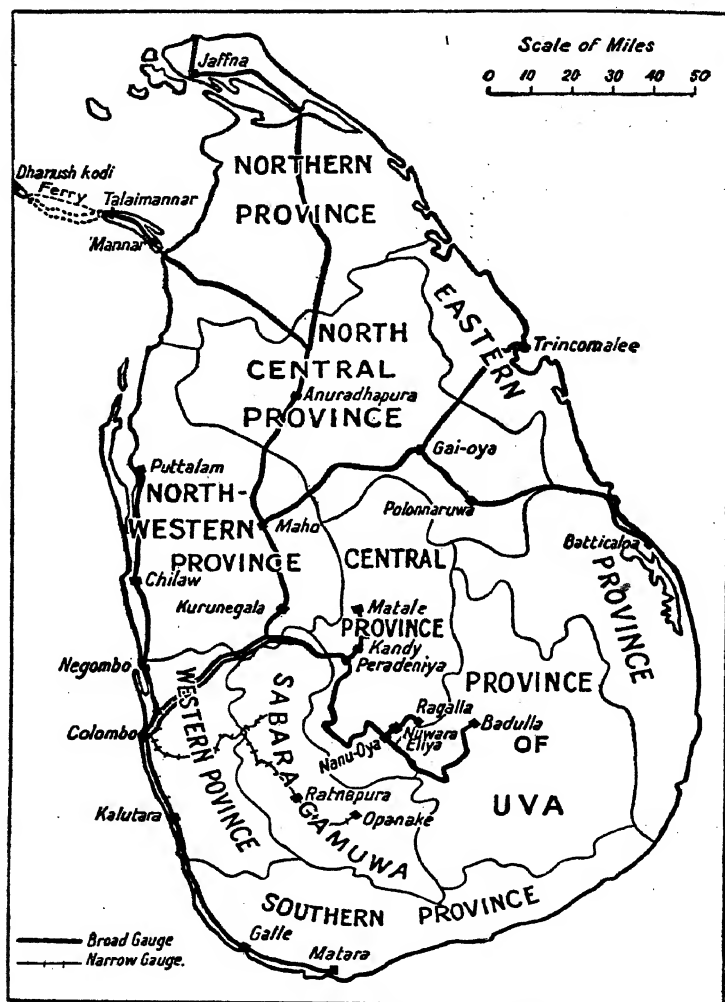 Scale of Miles
0 10 20 30 40 50
Jaffna
NORTHERN
PROVINCE
Dhanush kodi
Ferry
Talaimannar
Mannar
EASTERN
PROVINCE
Trincomalee
NORTH
CENTRAL
PROVINCE
Anuradhapura
Gai-oya
Puttalam
Polonnaruwa
NORTH-
WESTERN
PROVINCE
Maho
Batticaloa
CENTRAL
PROVINCE
Chilaw
Kurunegala
Matale
Kandy
Peradeniya
Negombo
WESTERN POVINCE
SABARAGAMUWA
PROVINCE
OF
UVA
Ragalla
Badulla
Colombo
Nanu-Oya
Nuwara
Eliya
Ratnapura
Opanake
Kalutara
SOUTHERN PROVINCE
Galle
Matara
Broad Gauge
Narrow Gauge.